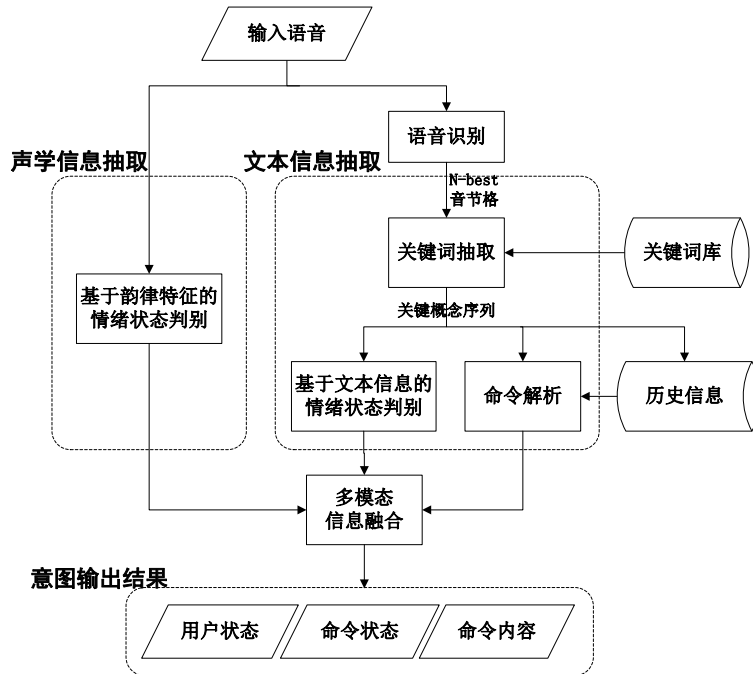 输入语音
语音识别
声学信息抽取
文本信息抽取
N-best
音节格
关键词抽取
关键词库
基于韵律特征的
情绪状态判别
关键概念序列
基于文本信息的
情绪状态判别
命令解析
历史信息
多模态
信息融合
意图输出结果
用户状态
命令状态
命令内容